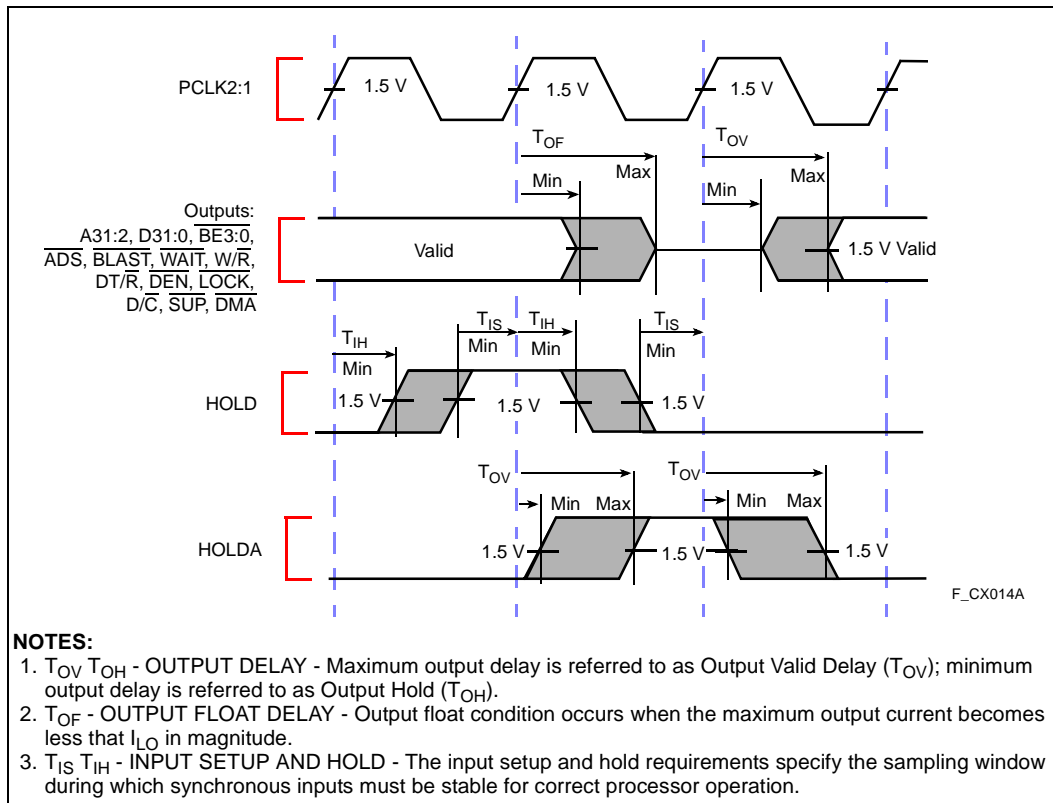 PCLK2:1
1.5 V
1.5 V
1.5 V
TOF
TOV
Max
Max
Min
Min
Outputs:
A31:2, D31:0, BE3:0,
ADS, BLAST, WAIT, W/R,
DT/R, DEN, LOCK,
D/C, SUP, DMA
Valid
1.5 V Valid
TIH
TIS
TIH
TIS
Min
Min
Min
Min
HOLD
1.5 V
1.5 V
1.5 V
TOV
TOV
Min
Max
Min
Max
HOLDA
1.5 V
1.5 V
1.5 V
F_CX014A
NOTES:
1. TOV TOH - OUTPUT DELAY - Maximum output delay is referred to as Output Valid Delay (TOV); minimum
output delay is referred to as Output Hold (TOH).
2. TOF - OUTPUT FLOAT DELAY - Output float condition occurs when the maximum output current becomes
less that ILO in magnitude.
3. TIS TIH - INPUT SETUP AND HOLD - The input setup and hold requirements specify the sampling window
during which synchronous inputs must be stable for correct processor operation.